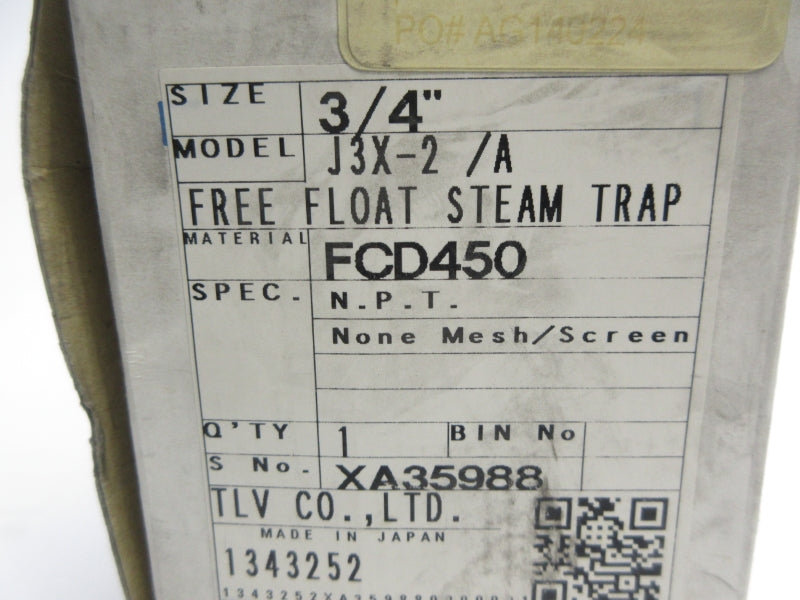 PO# AG140224
SIZE 3/4"
MODEL J3X-2 /A
FREE FLOAT STEAM TRAP
MATERIAL FCD450
SPEC. N.P.T.
None Mesh/Screen
Q'TY 1 BIN No
S No. XA35988
TLV CO.,LTD.
MADE IN JAPAN
1343252